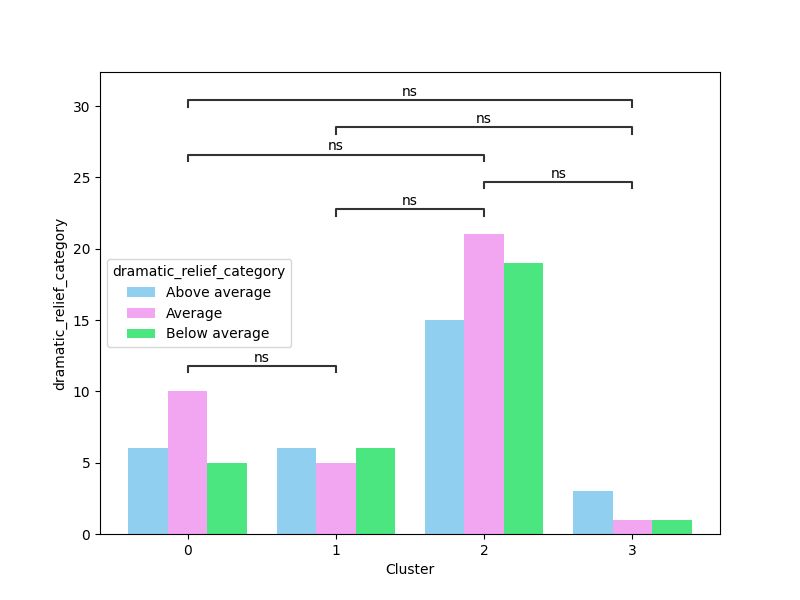 ns
ns
ns
ns
ns
ns
dramatic_relief_category
Above average
Average
Below average
dramatic_relief_category
30
25
20
15
10
5
0
0 1 2 3
Cluster